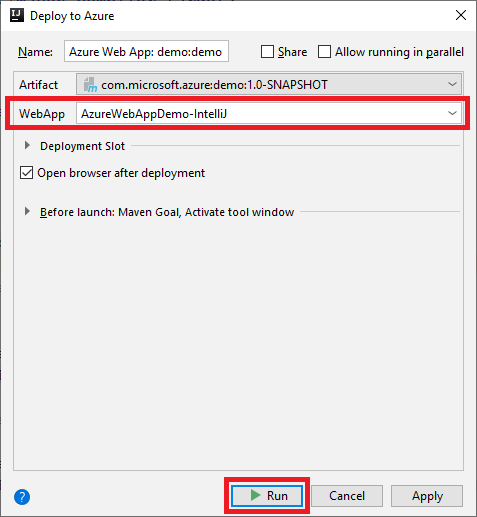 Deploy to Azure
Name: Azure Web App: demo:demo Share Allow running in parallel
Artifact com.microsoft.azure:demo:1.0-SNAPSHOT
WebApp AzureWebAppDemo-IntelliJ
Deployment Slot
Open browser after deployment
Before launch: Maven Goal, Activate tool window
? Run Cancel Apply